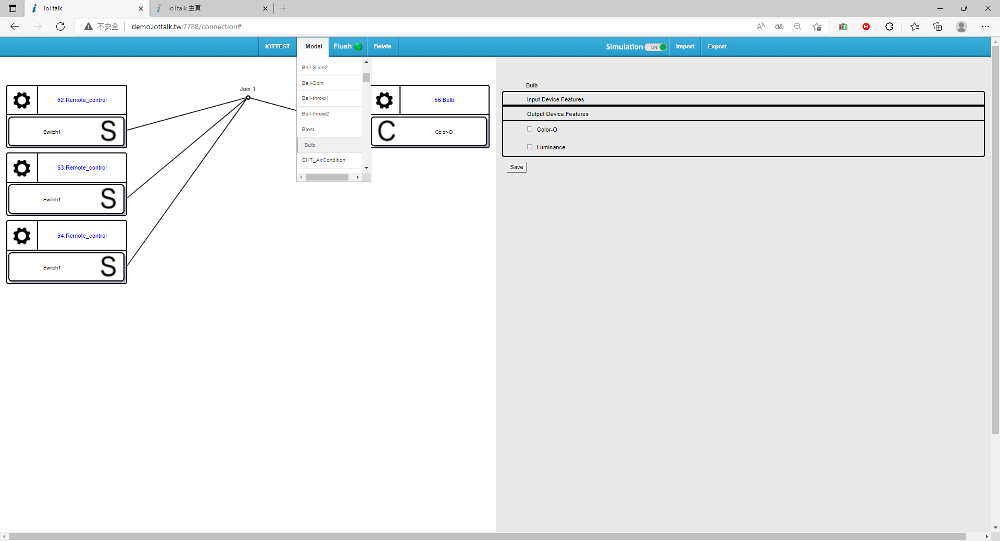 IoTtalk
IoTtalk 主頁
不安全
demo.iottalk.tw:7788/connection#
IOTTEST
Model
Flush
Delete
Simulation
ON
Import
Export
Ball-Slide2
Ball-Spin
Ball-throw1
Ball-throw2
Btest
Bulb
CHT_AirCondition
62.Remote_control
Switch1
S
63.Remote_control
Switch1
S
64.Remote_control
Switch1
S
Join 1
56.Bulb
C
Color-O
Bulb
Input Device Features
Output Device Features
Color-O
Luminance
Save